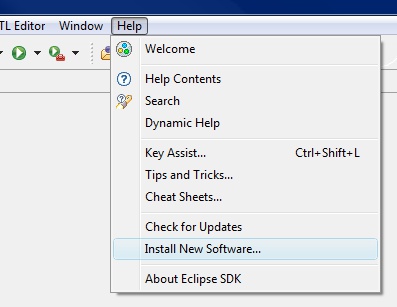 TL Editor Window Help
Welcome
Help Contents
Search
Dynamic Help
Key Assist... Ctrl+Shift+L
Tips and Tricks...
Cheat Sheets...
Check for Updates
Install New Software...
About Eclipse SDK